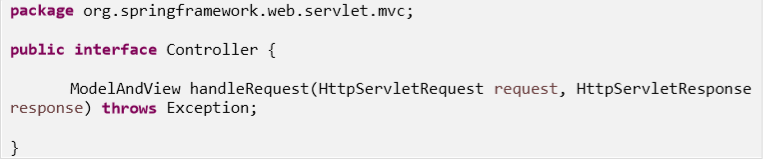 package org.springframework.web.servlet.mvc;
public interface Controller {
ModelAndView handleRequest(HttpServletRequest request, HttpServletResponse
response) throws Exception;
}